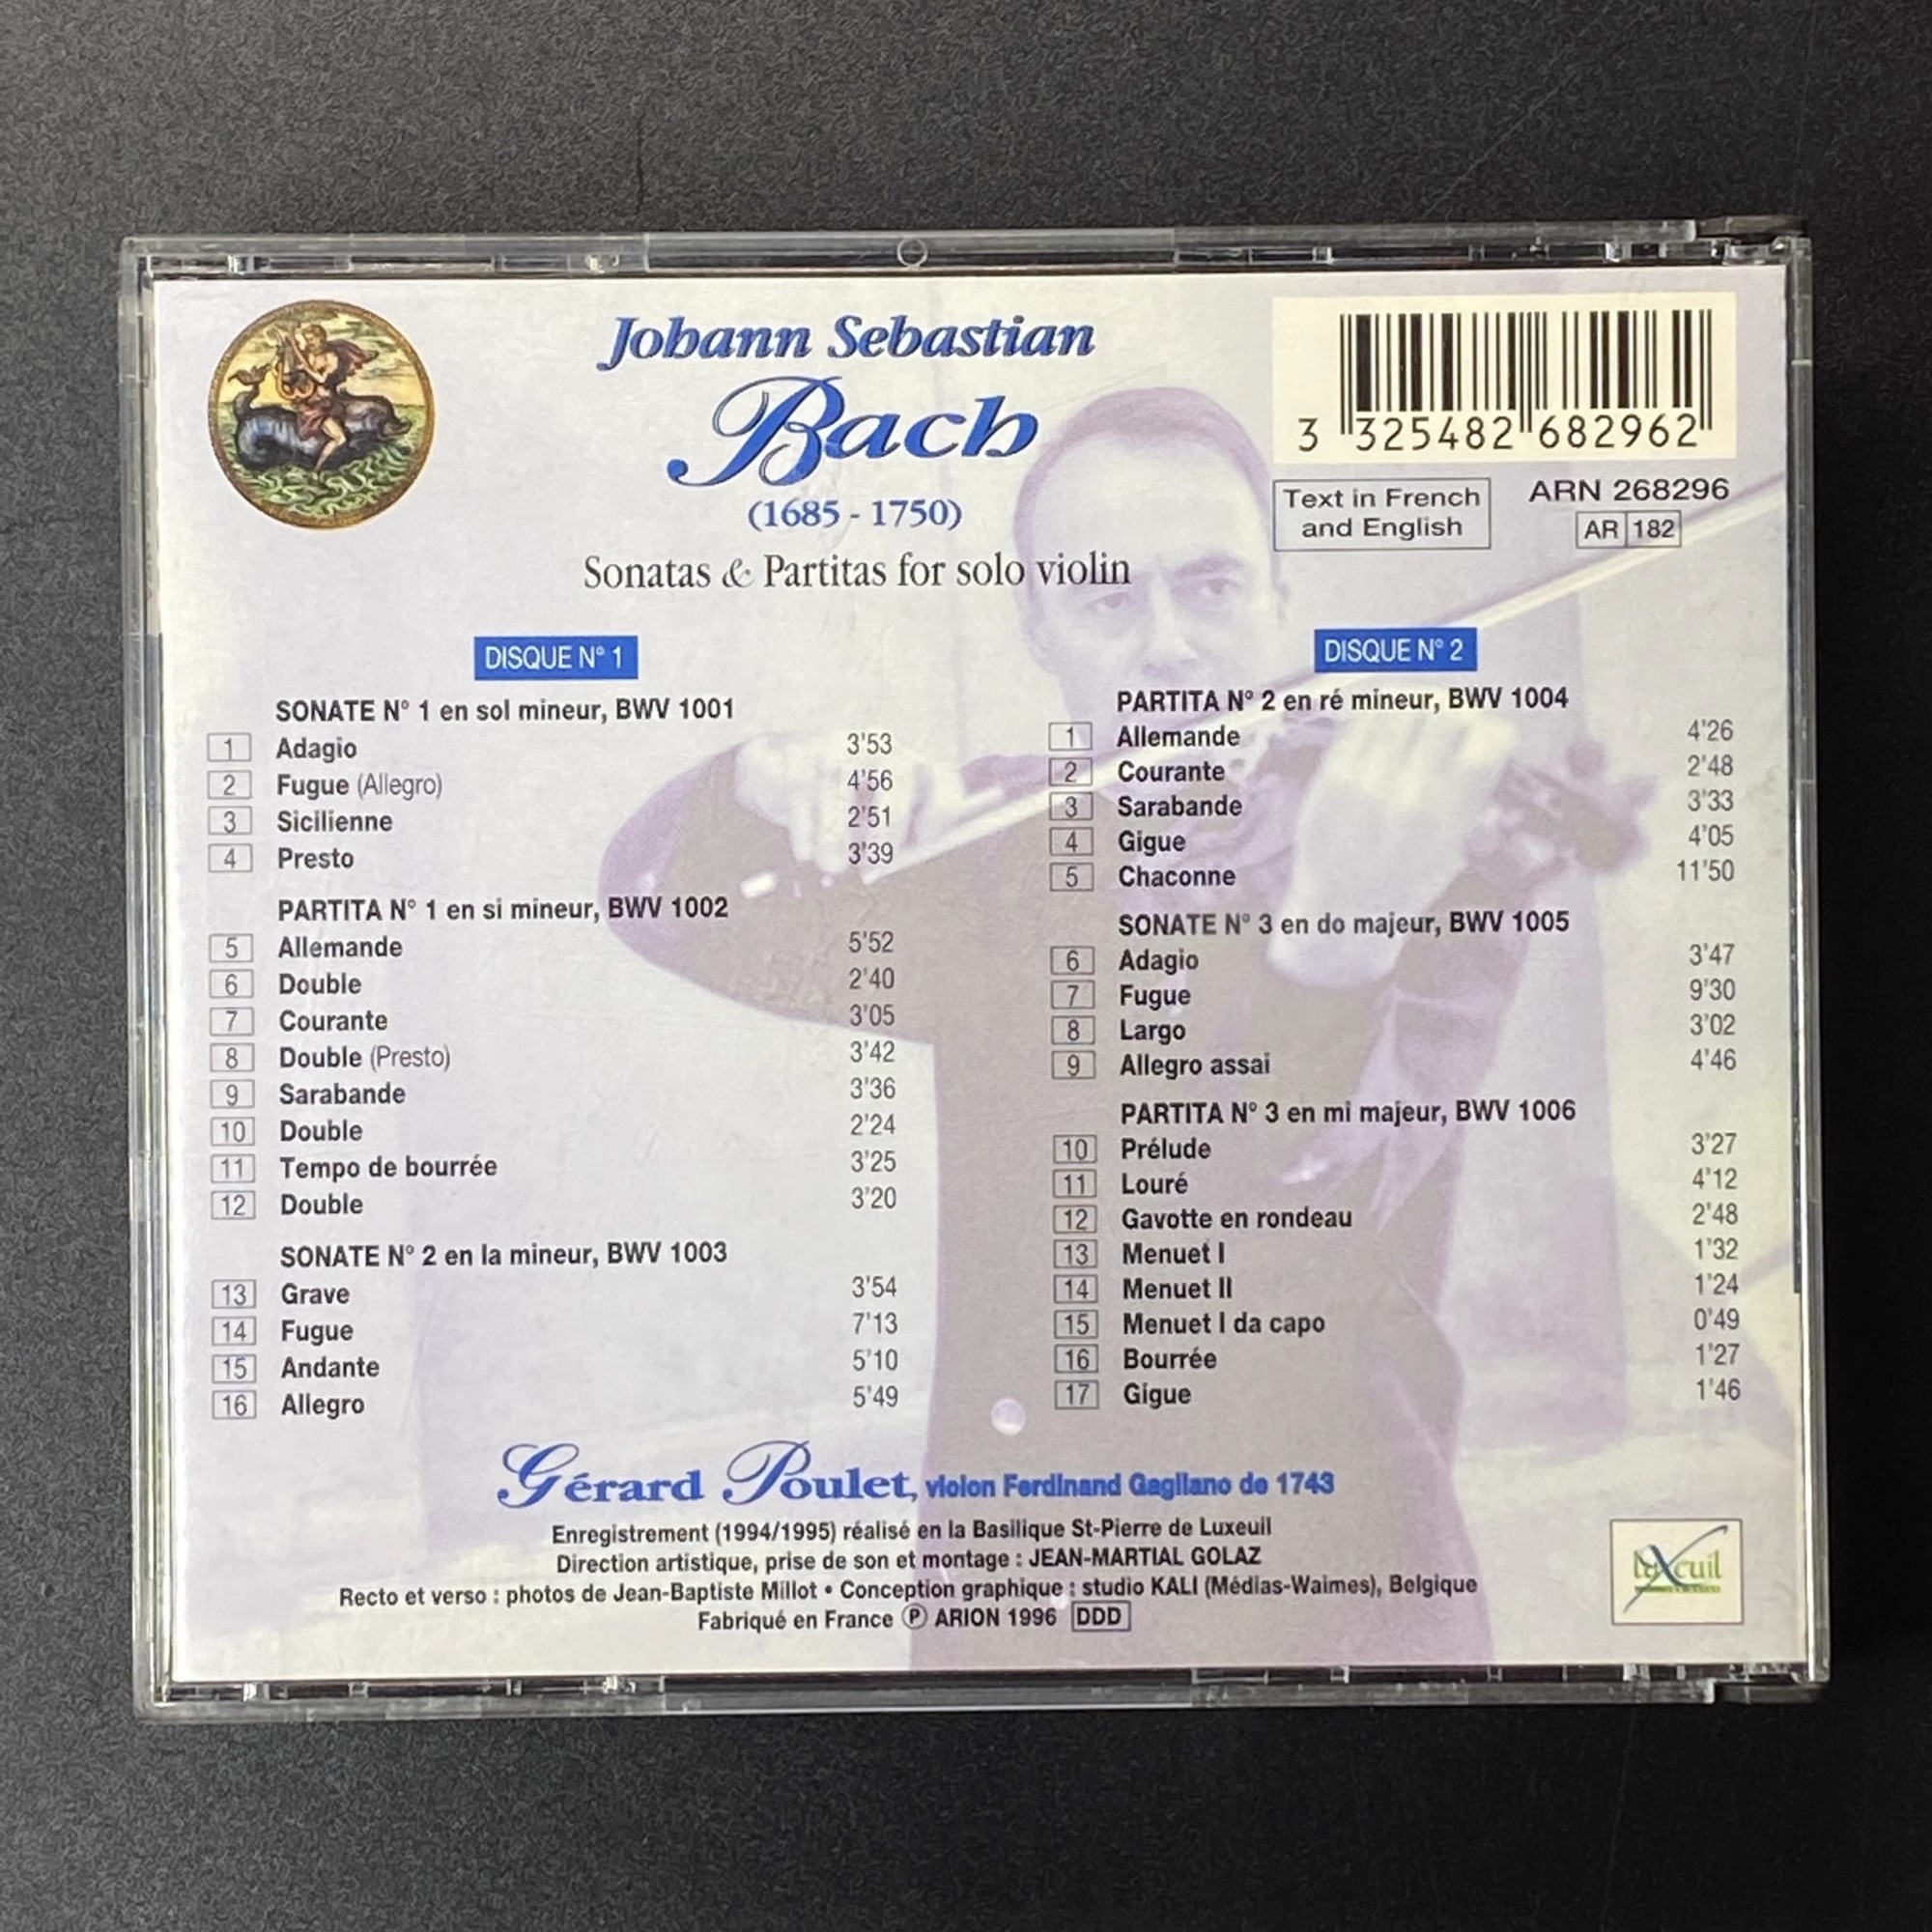 Johann Sebastian
Bach
(1685 - 1750)
Sonatas & Partitas for solo violin
3 325482 682962
Text in French
and English
ARN 268296
AR 182
DISQUE N° 1
SONATE N° 1 en sol mineur, BWV 1001
1 Adagio 3'53
2 Fugue (Allegro) 4'56
3 Sicilienne 2'51
4 Presto 3'39
PARTITA N° 1 en si mineur, BWV 1002
5 Allemande 5'52
6 Double 2'40
7 Courante 3'05
8 Double (Presto) 3'42
9 Sarabande 3'36
10 Double 2'24
11 Tempo de bourrée 3'25
12 Double 3'20
SONATE N° 2 en la mineur, BWV 1003
13 Grave 3'54
14 Fugue 7'13
15 Andante 5'10
16 Allegro 5'49
DISQUE N° 2
PARTITA N° 2 en ré mineur, BWV 1004
1 Allemande 4'26
2 Courante 2'48
3 Sarabande 3'33
4 Gigue 4'05
5 Chaconne 11'50
SONATE N° 3 en do majeur, BWV 1005
6 Adagio 3'47
7 Fugue 9'30
8 Largo 3'02
9 Allegro assai 4'46
PARTITA N° 3 en mi majeur, BWV 1006
10 Prélude 3'27
11 Louré 4'12
12 Gavotte en rondeau 2'48
13 Menuet I 1'32
14 Menuet II 1'24
15 Menuet I da capo 0'49
16 Bourrée 1'27
17 Gigue 1'46
Gérard Poulet, violon Ferdinand Gagliano de 1743
Enregistrement (1994/1995) réalisé en la Basilique St-Pierre de Luxeuil
Direction artistique, prise de son et montage : JEAN-MARTIAL GOLAZ
Recto et verso : photos de Jean-Baptiste Millot • Conception graphique : studio KALI (Médias-Waimes), Belgique
Fabriqué en France Ⓟ ARION 1996 DDD
luxeuil